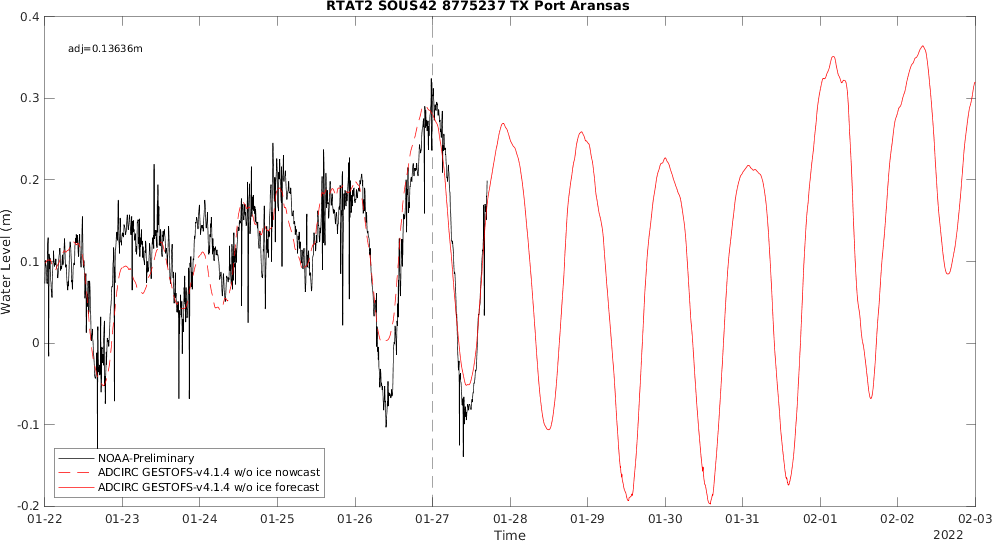 RTAT2 SOUS42 8775237 TX Port Aransas
adj=0.13636m
0.4
0.3
0.2
0.1
0
-0.1
-0.2
Water Level (m)
NOAA-Preliminary
ADCIRC GESTOFS-v4.1.4 w/o ice nowcast
ADCIRC GESTOFS-v4.1.4 w/o ice forecast
01-22 01-23 01-24 01-25 01-26 01-27 01-28 01-29 01-30 01-31 02-01 02-02 02-03
Time
2022